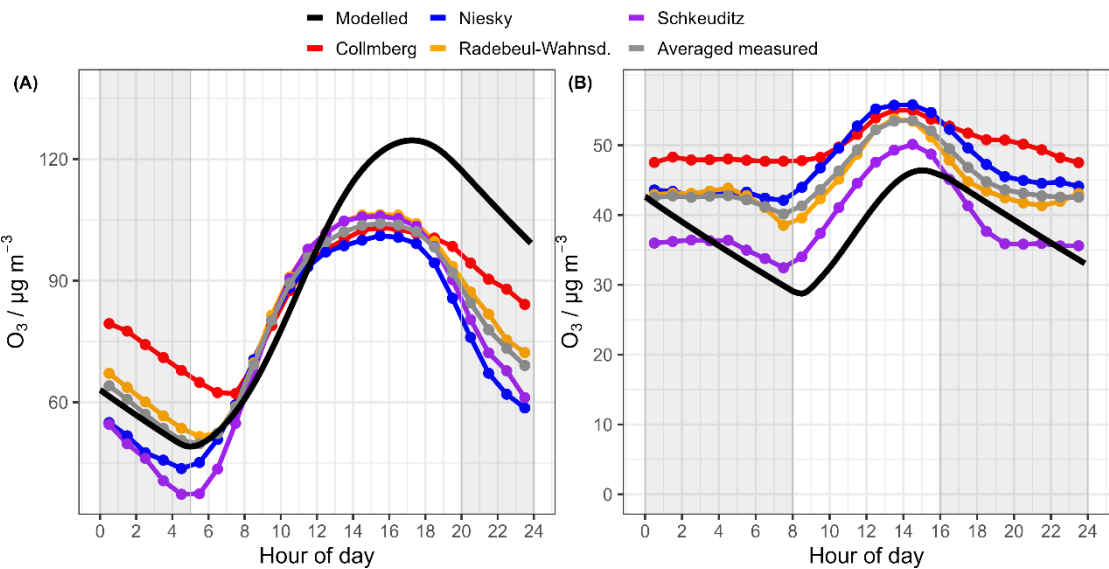 Modelled Niesky Schkeuditz
Collmberg Radebeul-Wahnsd. Averaged measured
(A)
120
90
60
0 2 4 6 8 10 12 14 16 18 20 22 24
Hour of day
O₃ / µg m⁻³
(B)
50
40
30
20
10
0
0 2 4 6 8 10 12 14 16 18 20 22 24
Hour of day
O₃ / µg m⁻³